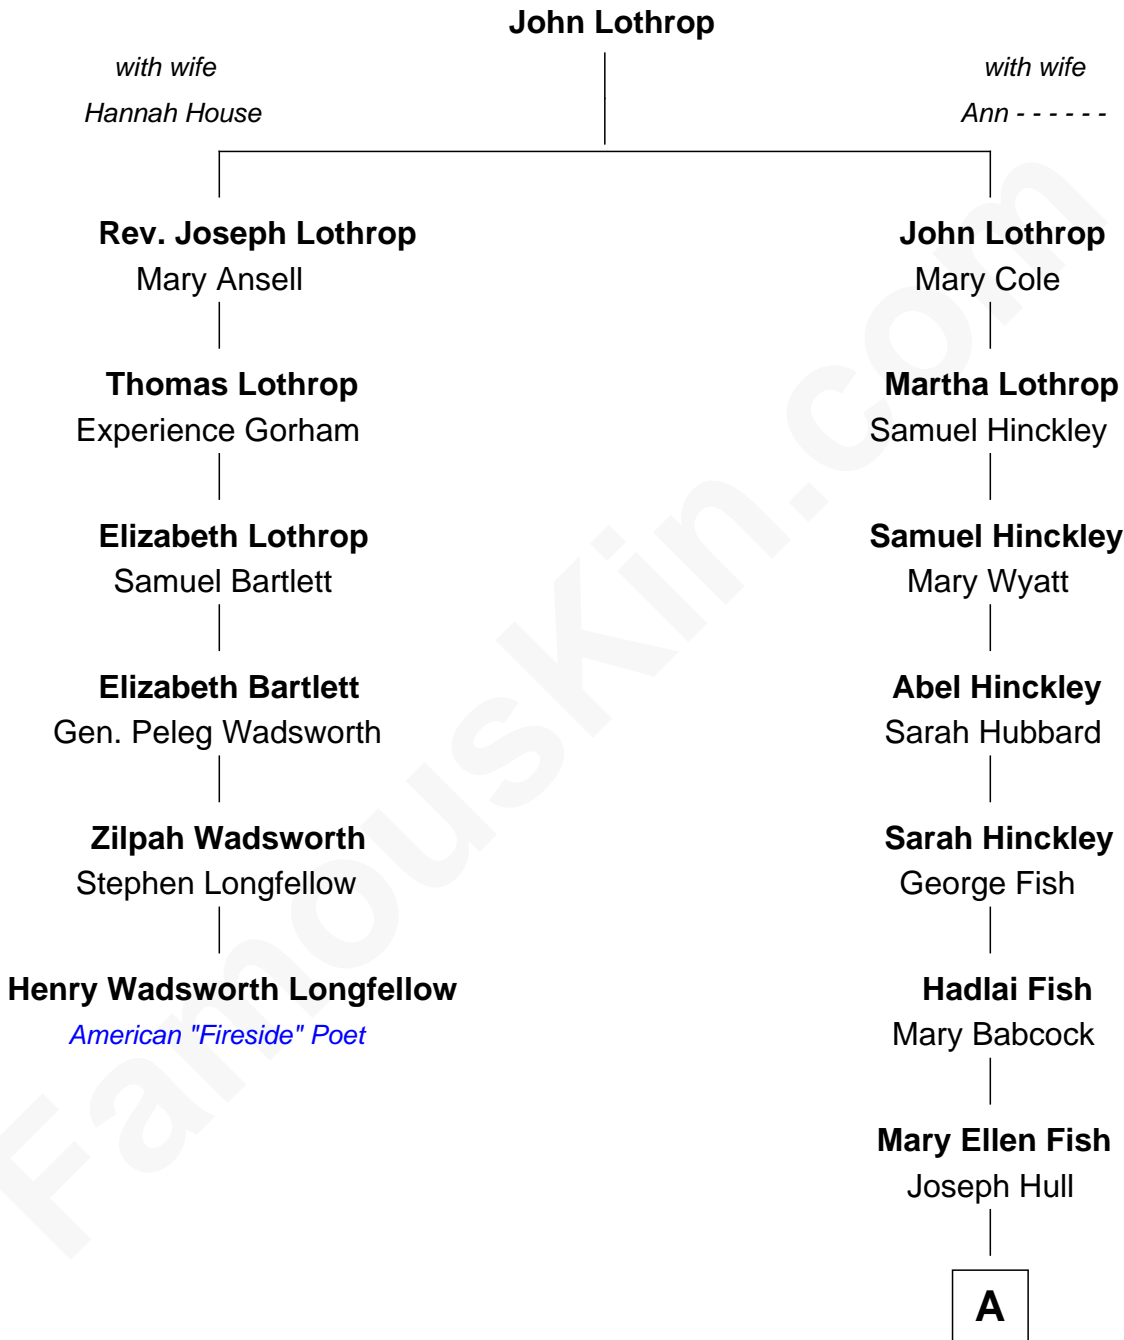 John Lothrop
with wife
Hannah House
with wife
Ann - - - - - -
Rev. Joseph Lothrop
Mary Ansell
John Lothrop
Mary Cole
Thomas Lothrop
Experience Gorham
Martha Lothrop
Samuel Hinckley
Elizabeth Lothrop
Samuel Bartlett
Samuel Hinckley
Mary Wyatt
Elizabeth Bartlett
Gen. Peleg Wadsworth
Abel Hinckley
Sarah Hubbard
Zilpah Wadsworth
Stephen Longfellow
Sarah Hinckley
George Fish
Henry Wadsworth Longfellow
American "Fireside" Poet
Hadlai Fish
Mary Babcock
Mary Ellen Fish
Joseph Hull
A
FamousKin.com